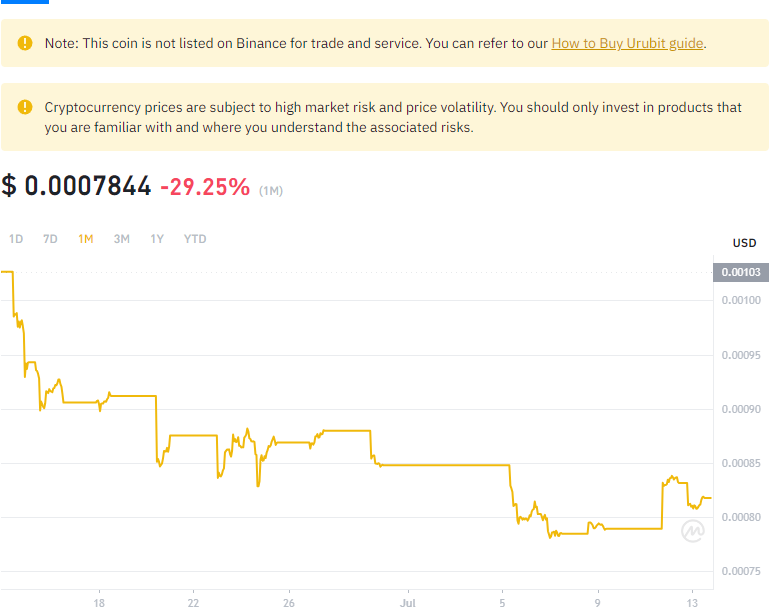 Note: This coin is not listed on Binance for trade and service. You can refer to our How to Buy Urubit guide.
Cryptocurrency prices are subject to high market risk and price volatility. You should only invest in products that
you are familiar with and where you understand the associated risks.
$ 0.0007844 -29.25% (1M)
1D 7D 1M 3M 1Y YTD
USD
0.00103
0.00100
0.00095
0.00090
0.00085
0.00080
0.00075
18 22 26 Jul 5 9 13